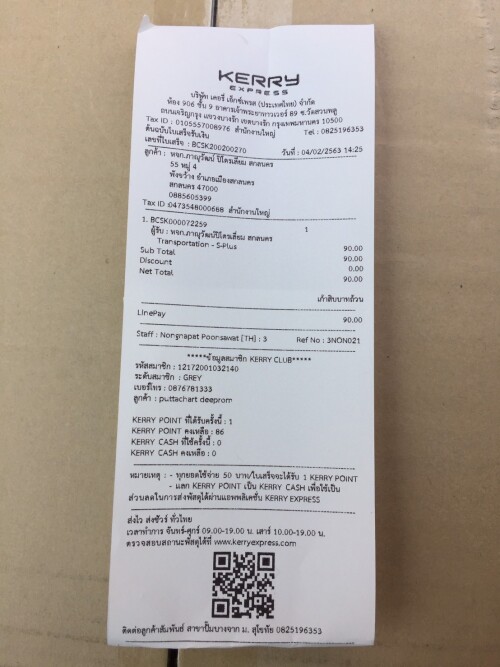 KERRY
EXPRESS
บริษัท เคอรี่ เอ็กซ์เพรส (ประเทศไทย) จำกัด
ห้อง 906 ชั้น 9 อาคารเจ้าพระยาทาวเวอร์ 89 ซ.วัดสวนพลู
ถนนเจริญกรุง แขวงบางรัก เขตบางรัก กรุงเทพมหานคร 10500
Tax ID : 0105557008976 สำนักงานใหญ่ Tel : 0825196353
ต้นฉบับใบเสร็จรับเงิน
เลขที่ใบเสร็จ : BCSK200200270 วันที่ : 04/02/2563 14:25
ลูกค้า : หจก.ภาณุวัฒน์ ปิโตรเลี่ยม สกลนคร
55 หมู่ 4
พังขว้าง อำเภอเมืองสกลนคร
สกลนคร 47000
0885605399
Tax ID :0473548000688 สำนักงานใหญ่
1. BCSK000072259 1
ผู้รับ : หจก.ภาณุวัฒน์ปิโตรเลี่ยม สกลนคร
Transportation - S-Plus 90.00
Sub Total 90.00
Discount 0.00
Net Total 90.00
เก้าสิบบาทถ้วน
LinePay 90.00
Staff : Nongnapat Poonsawat [TH] : 3 Ref No : 3NON021
*****ข้อมูลสมาชิก KERRY CLUB*****
รหัสสมาชิก : 12172001032140
ระดับสมาชิก : GREY
เบอร์โทร : 0876781333
ลูกค้า : puttachart deeprom
KERRY POINT ที่ได้รับครั้งนี้ : 1
KERRY POINT คงเหลือ : 86
KERRY CASH ที่ใช้ครั้งนี้ : 0
KERRY CASH คงเหลือ : 0
หมายเหตุ : - ทุกยอดใช้จ่าย 50 บาท/ใบเสร็จจะได้รับ 1 KERRY POINT
- แลก KERRY POINT เป็น KERRY CASH เพื่อใช้เป็น
ส่วนลดในการส่งพัสดุได้ผ่านแอพพลิเคชั่น KERRY EXPRESS
ส่งไว ส่งชัวร์ ทั่วไทย
เวลาทำการ จันทร์-ศุกร์ 09.00-19.00 น. เสาร์ 10.00-19.00 น.
ตรวจสอบสถานะพัสดุได้ที่ www.kerryexpress.com
ติดต่อลูกค้าสัมพันธ์ สาขาปั๊มบางจาก ม. สุโขทัย 0825196353